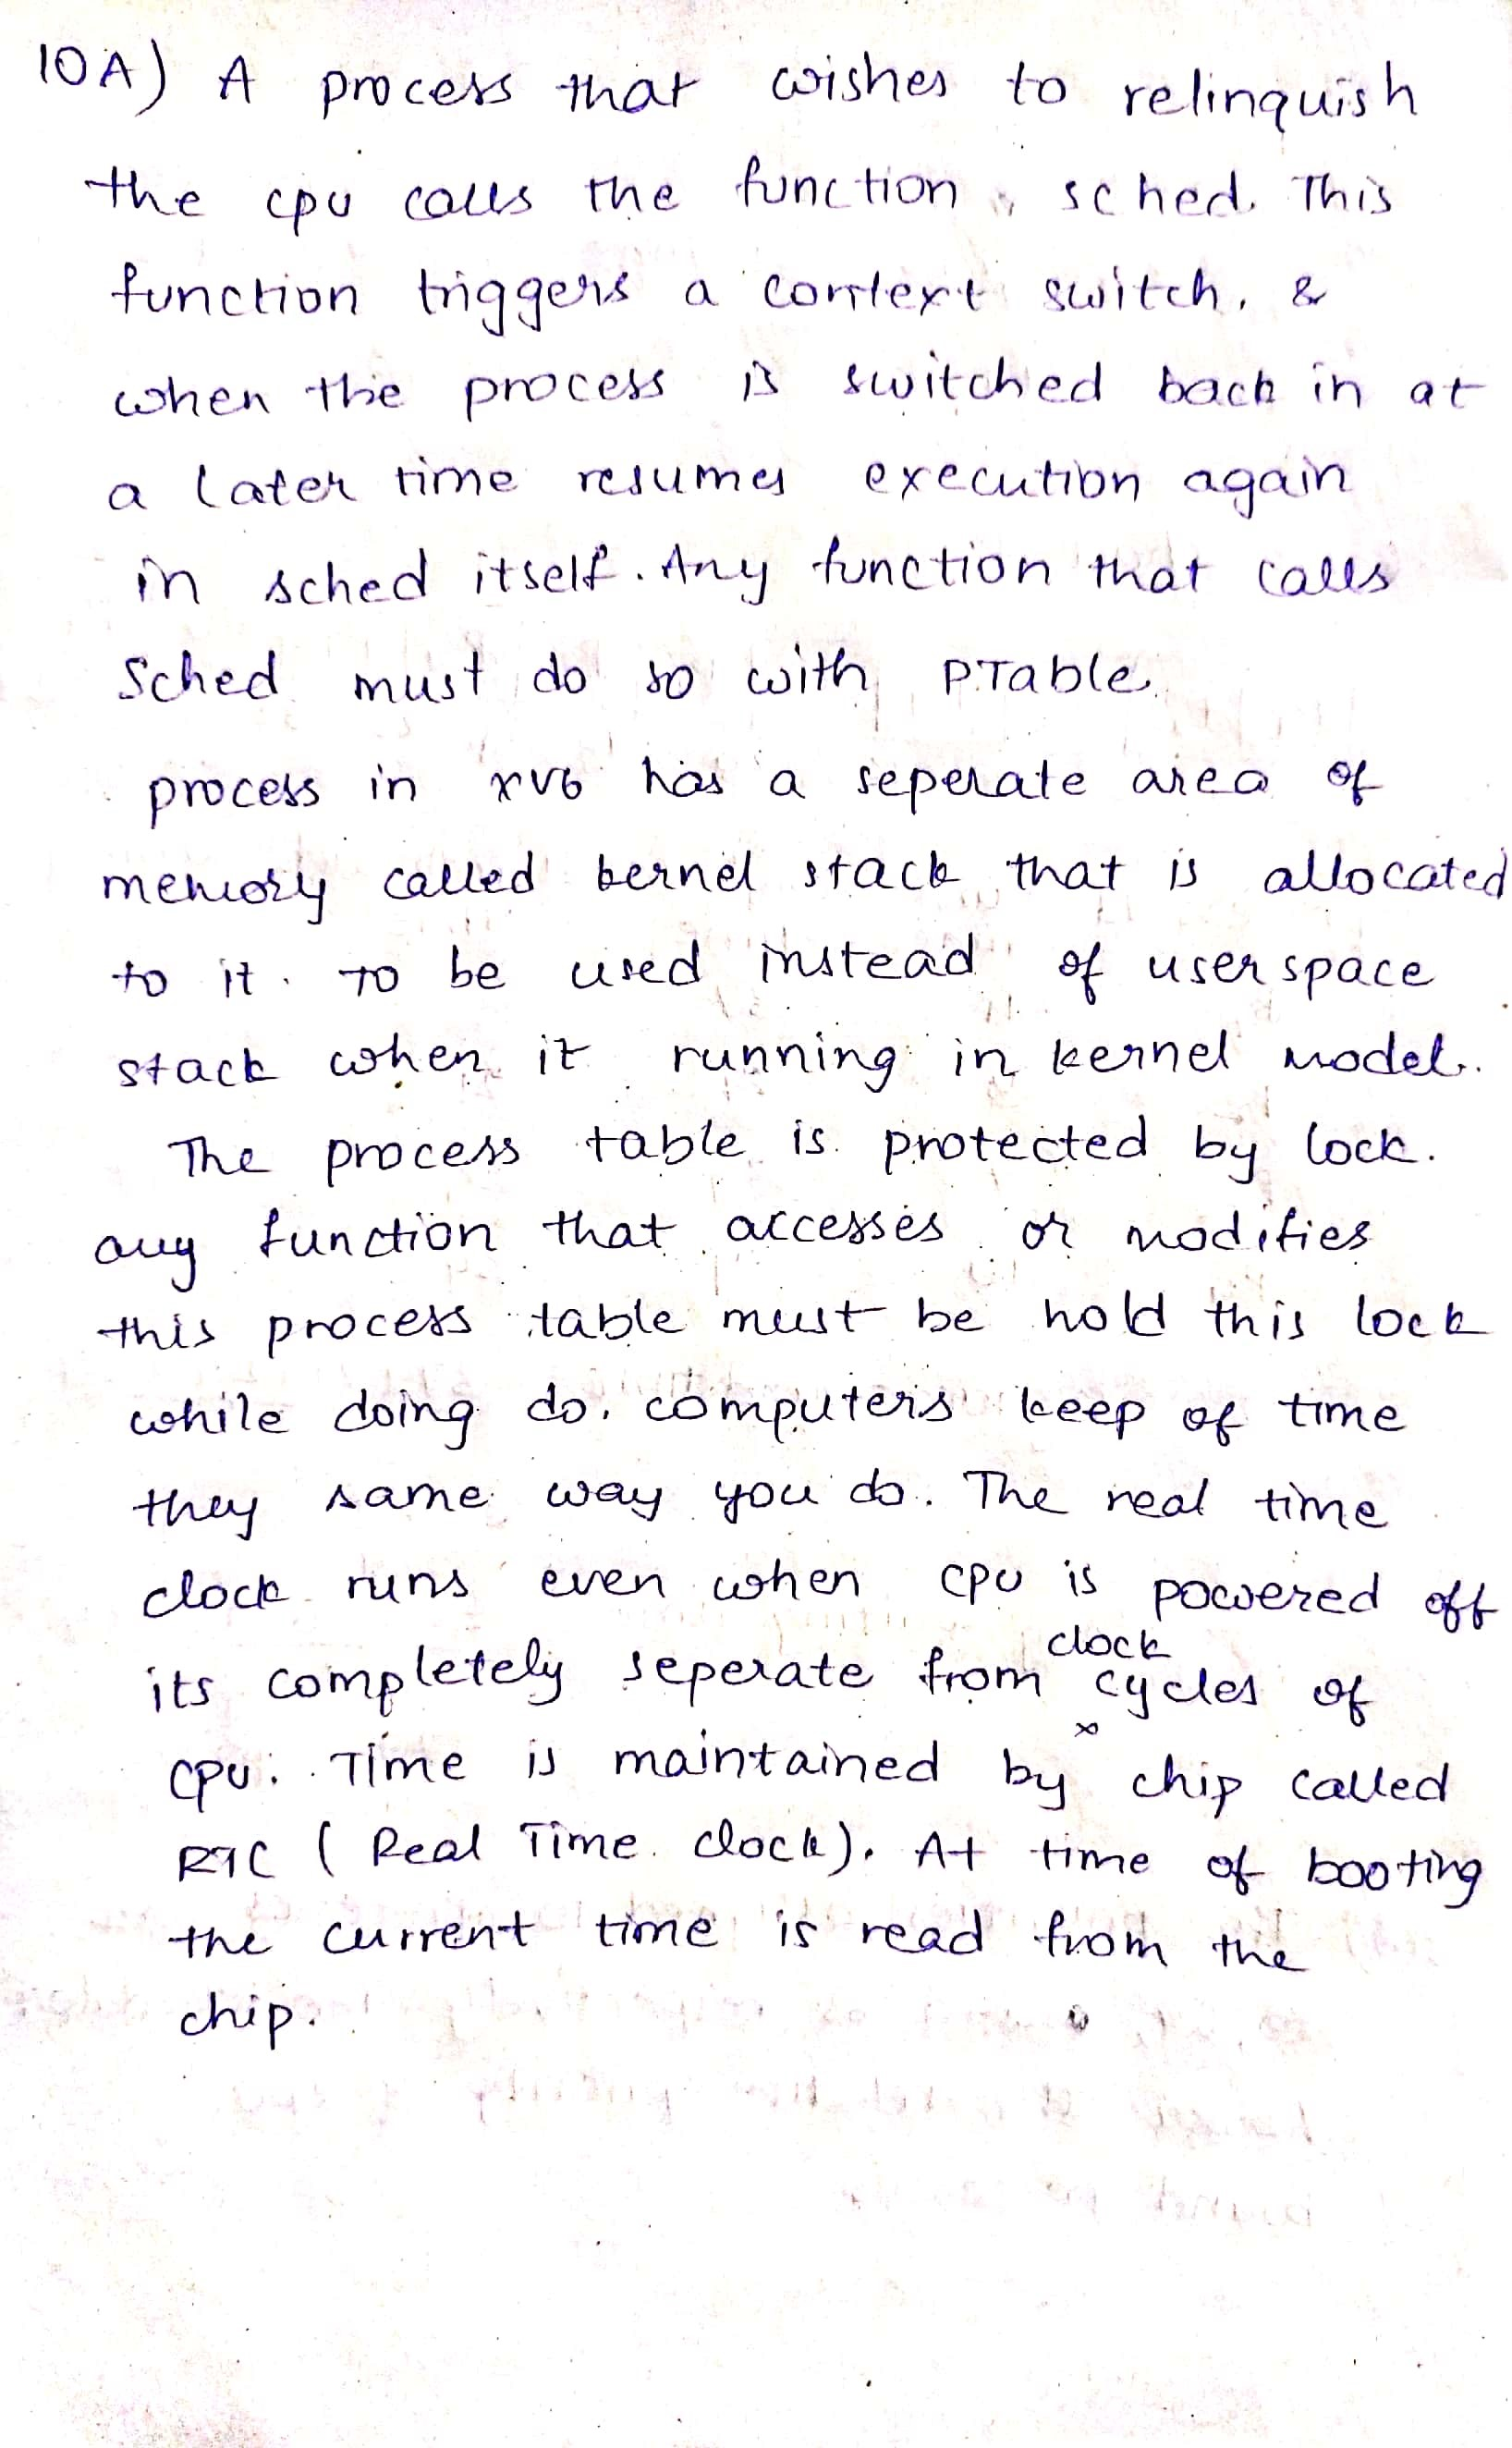 10A) A process that wishes to relinquish
the cpu calls the function, sched. This
function triggers a context switch, &
when the process is switched back in at
a later time resumes execution again
in sched itself. Any function that calls
Sched must do so with PTable.
process in xv6 has a seperate area of
memory called kernel stack that is allocated
to it. To be used instead of user space
stack when it running in kernel model.
The process table is protected by lock.
any function that accesses or modifies
this process table must be hold this lock
while doing do. computers keep of time
they same way you do. The real time
clock runs even when cpu is powered off
its completely seperate from clock cycles of
CPU. Time is maintained by chip called
RTC (Real Time Clock). At time of booting
the current time is read from the
chip.